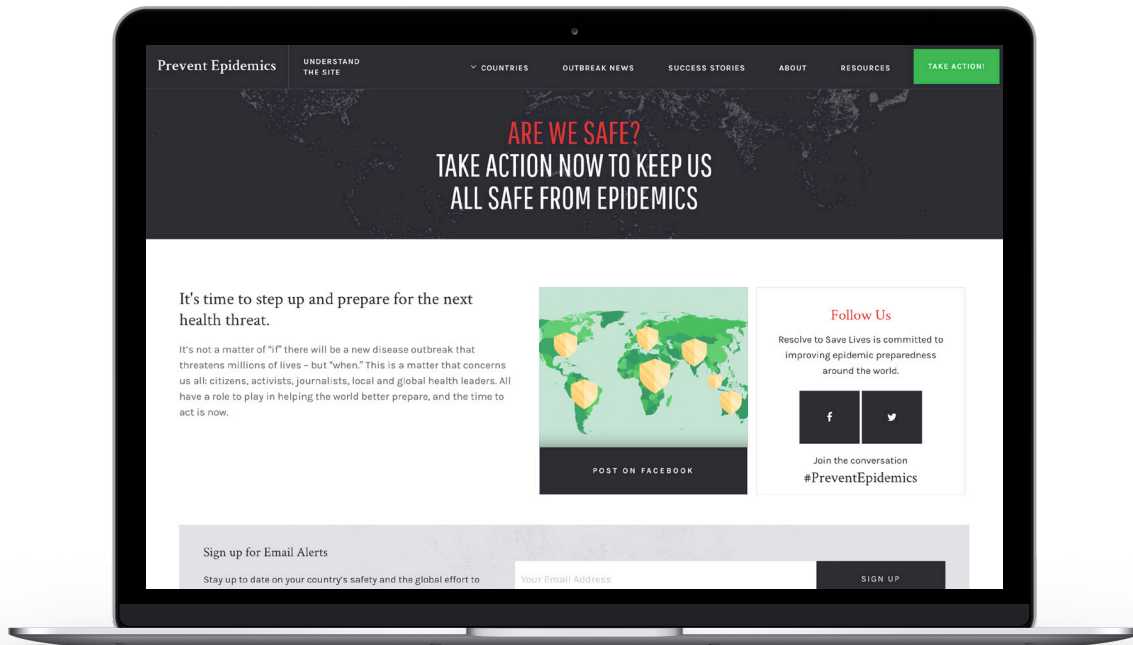 Prevent Epidemics
UNDERSTAND
THE SITE
COUNTRIES
OUTBREAK NEWS
SUCCESS STORIES
ABOUT
RESOURCES
TAKE ACTION!
ARE WE SAFE?
TAKE ACTION NOW TO KEEP US
ALL SAFE FROM EPIDEMICS
It's time to step up and prepare for the next
health threat.
It's not a matter of "if" there will be a new disease outbreak that
threatens millions of lives – but "when." This is a matter that concerns
us all: citizens, activists, journalists, local and global health leaders. All
have a role to play in helping the world better prepare, and the time to
act is now.
POST ON FACEBOOK
Follow Us
Resolve to Save Lives is committed to
improving epidemic preparedness
around the world.
Join the conversation
#PreventEpidemics
Sign up for Email Alerts
Stay up to date on your country's safety and the global effort to
Your Email Address
SIGN UP